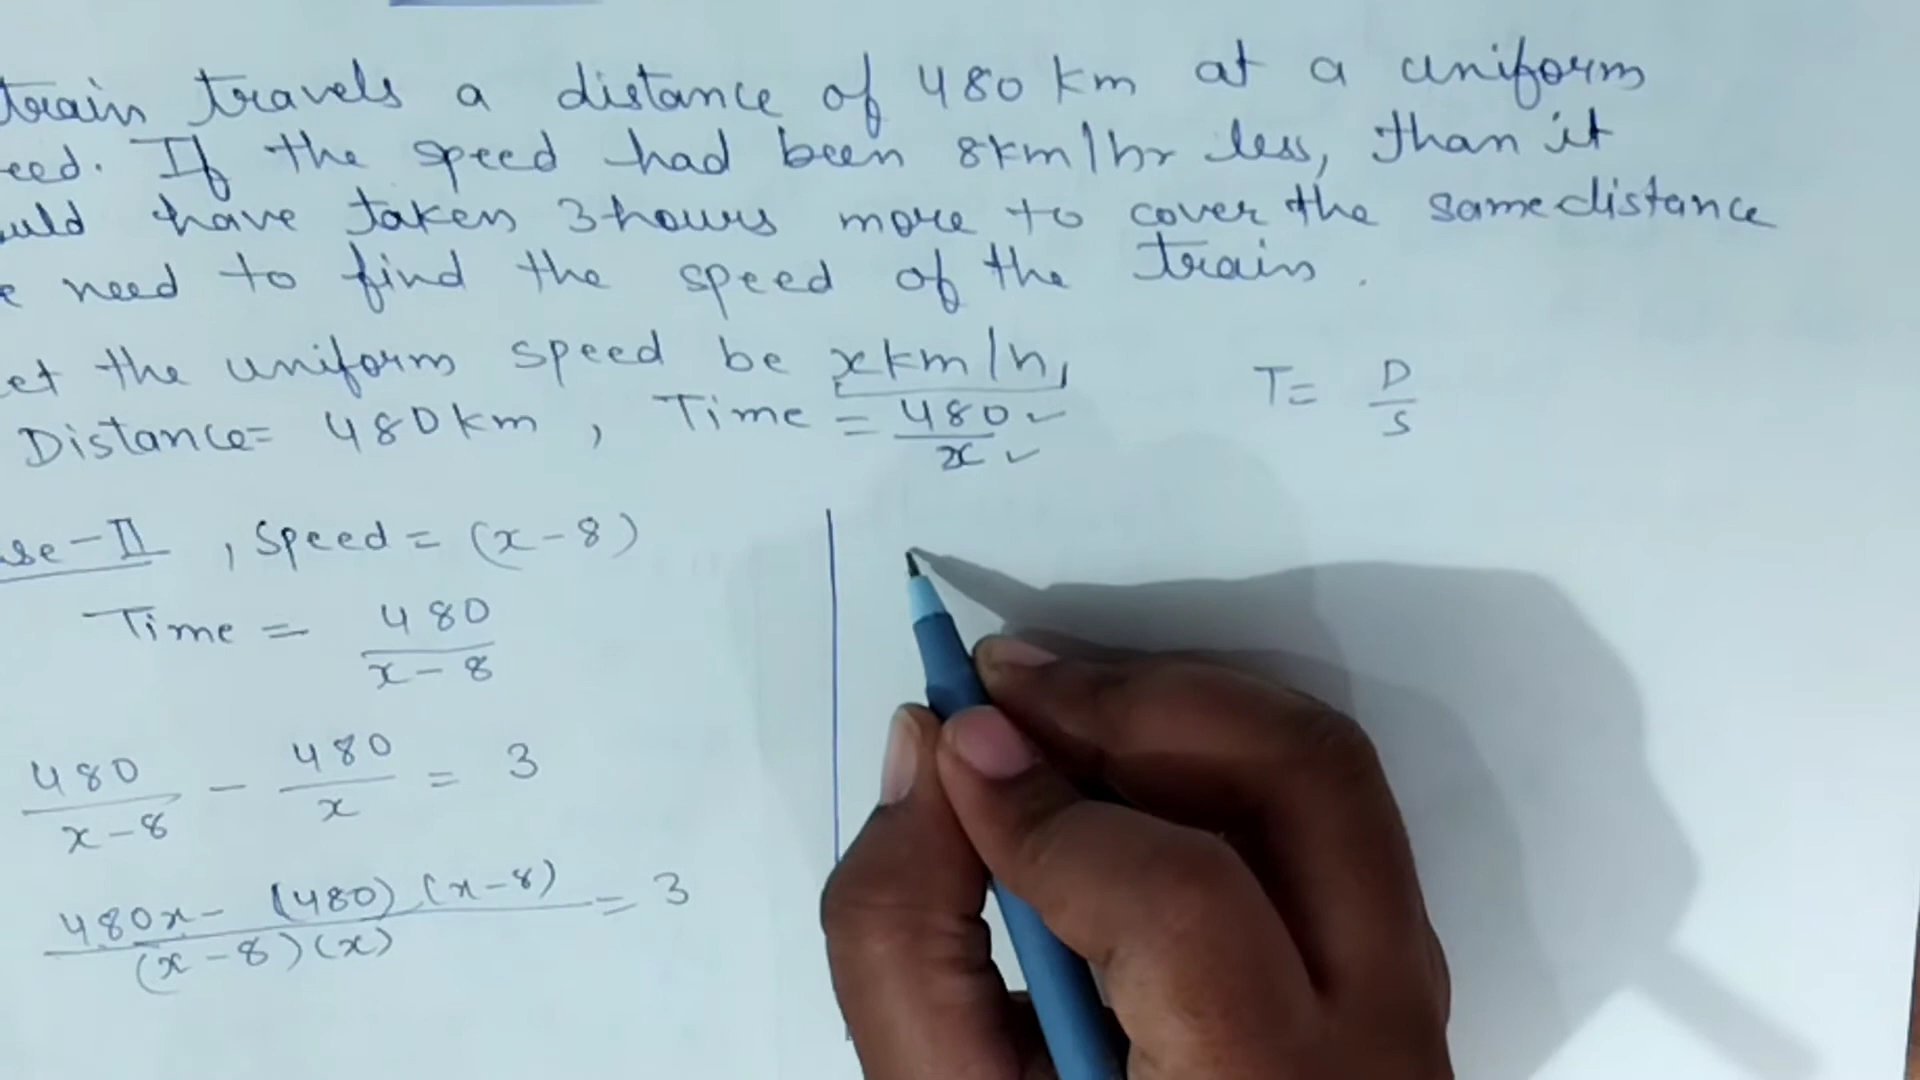 train travels a distance of 480 km at a uniform
eed. If the speed had been 8km/hr less, than it
uld have taken 3 hours more to cover the same distance
e need to find the speed of the train.
et the uniform speed be x km/h,
Distance = 480km, Time = 480/x
T = D/S
se-II, Speed = (x-8)
Time = 480/x-8
480/x-8 - 480/x = 3
480x - (480)(x-8)/(x-8)(x) = 3